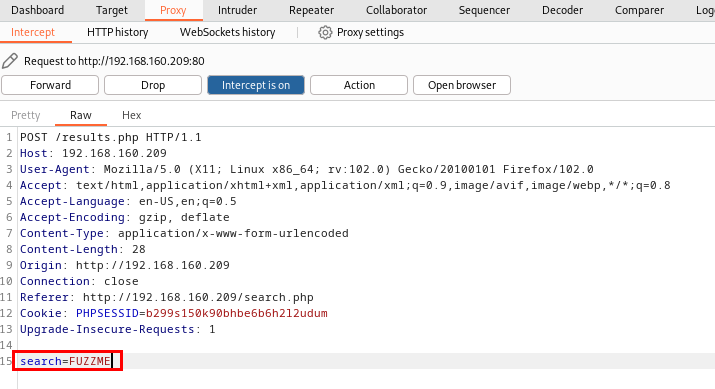 Dashboard Target Proxy Intruder Repeater Collaborator Sequencer Decoder Comparer
Intercept HTTP history WebSockets history Proxy settings
Request to http://192.168.160.209:80
Forward Drop Intercept is on Action Open browser
Pretty Raw Hex
1 POST /results.php HTTP/1.1
2 Host: 192.168.160.209
3 User-Agent: Mozilla/5.0 (X11; Linux x86_64; rv:102.0) Gecko/20100101 Firefox/102.0
4 Accept: text/html,application/xhtml+xml,application/xml;q=0.9,image/avif,image/webp,*/*;q=0.8
5 Accept-Language: en-US,en;q=0.5
6 Accept-Encoding: gzip, deflate
7 Content-Type: application/x-www-form-urlencoded
8 Content-Length: 28
9 Origin: http://192.168.160.209
10 Connection: close
11 Referer: http://192.168.160.209/search.php
12 Cookie: PHPSESSID=b299s150k90bhbe6b6h2l2udum
13 Upgrade-Insecure-Requests: 1
14
15 search=FUZZME